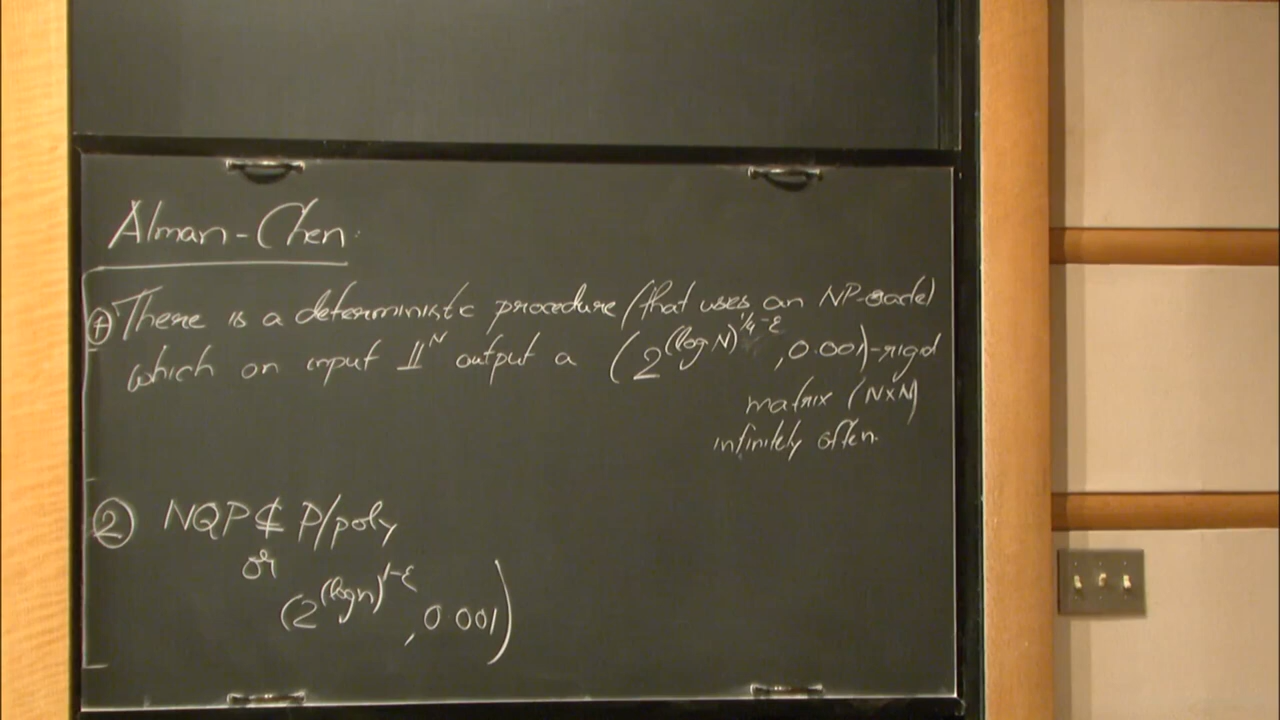 Alman-Chen:
① There is a deterministic procedure (that uses an NP-oracle)
which on input 1^N output a (2^{(log N)^{1/4-ε}}, 0.001)-rigid
matrix (N×N)
infinitely often.
② NQP ⊄ P/poly
or
(2^{(log n)^{1-ε}}, 0.001)